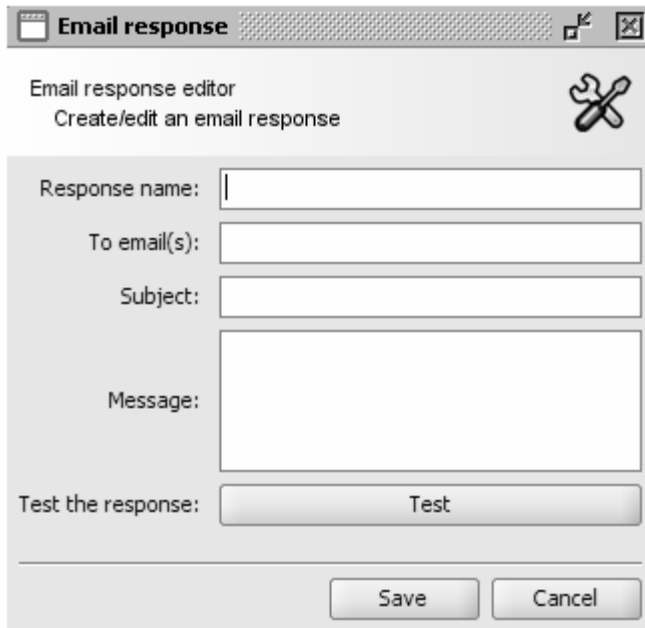 Email response
Email response editor
Create/edit an email response
Response name:
To email(s):
Subject:
Message:
Test the response: Test
Save Cancel